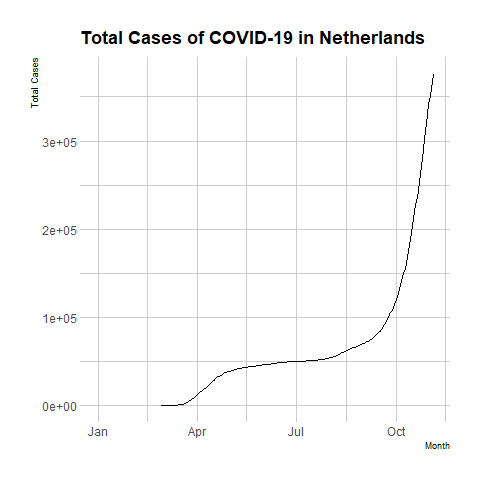 Total Cases of COVID-19 in Netherlands
Total Cases
3e+05
2e+05
1e+05
0e+00
Jan Apr Jul Oct
Month